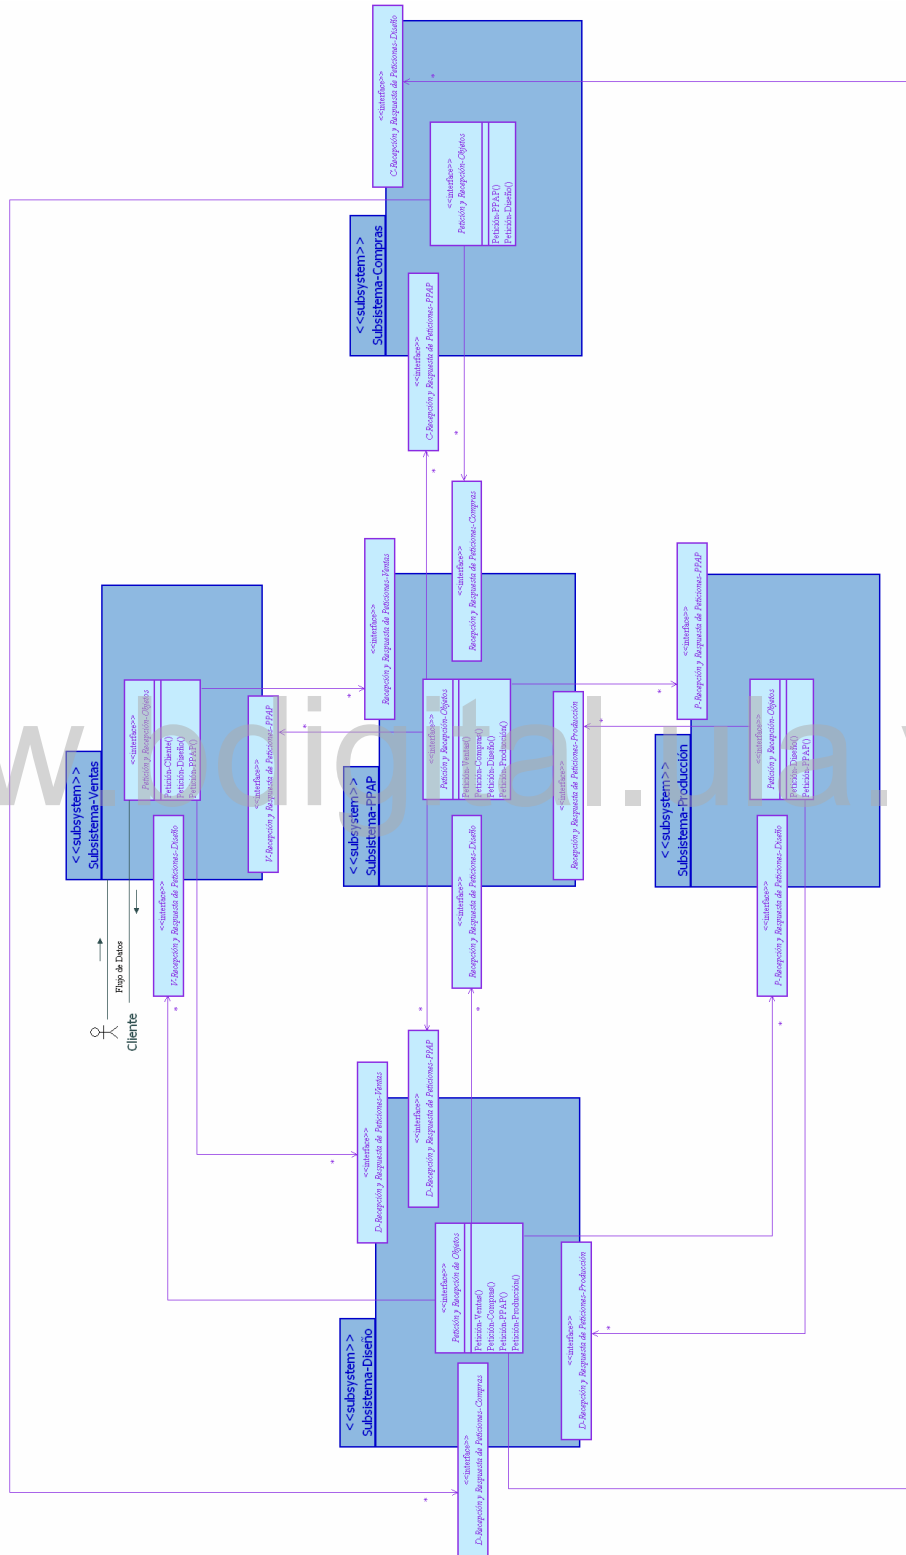 <<subsystem>>
Subsistema-Ventas
<<interface>>
Petición y Recepción-Objetos
Petición-Cliente()
Petición-Diseño()
Petición-PPAP()
<<interface>>
V-Recepción y Respuesta de Peticiones-Diseño
<<interface>>
V-Recepción y Respuesta de Peticiones-PPAP
Flujo de Datos
Cliente
<<subsystem>>
Subsistema-Diseño
<<interface>>
D-Recepción y Respuesta de Peticiones-Ventas
<<interface>>
D-Recepción y Respuesta de Peticiones-PPAP
<<interface>>
Petición y Recepción de Objetos
Petición-Ventas()
Petición-Compras()
Petición-PPAP()
Petición-Producción()
<<interface>>
D-Recepción y Respuesta de Peticiones-Compras
<<interface>>
D-Recepción y Respuesta de Peticiones-Producción
<<subsystem>>
Subsistema-PPAP
<<interface>>
Recepción y Respuesta de Peticiones-Ventas
<<interface>>
Petición y Recepción-Objetos
Petición-Ventas()
Petición-Compras()
Petición-Diseño()
Petición-Producción()
<<interface>>
Recepción y Respuesta de Peticiones-Diseño
<<interface>>
Recepción y Respuesta de Peticiones-Compras
<<interface>>
Recepción y Respuesta de Peticiones-Producción
<<subsystem>>
Subsistema-Compras
<<interface>>
C-Recepción y Respuesta de Peticiones-Diseño
<<interface>>
C-Recepción y Respuesta de Peticiones-PPAP
<<interface>>
Petición y Recepción-Objetos
Petición-PPAP()
Petición-Diseño()
<<subsystem>>
Subsistema-Producción
<<interface>>
P-Recepción y Respuesta de Peticiones-PPAP
<<interface>>
Petición y Recepción-Objetos
Petición-Diseño()
Petición-PPAP()
<<interface>>
P-Recepción y Respuesta de Peticiones-Diseño
*
*
*
*
*
*
*
*
*
*
*
*
*
*
w.bdigital.ula.v